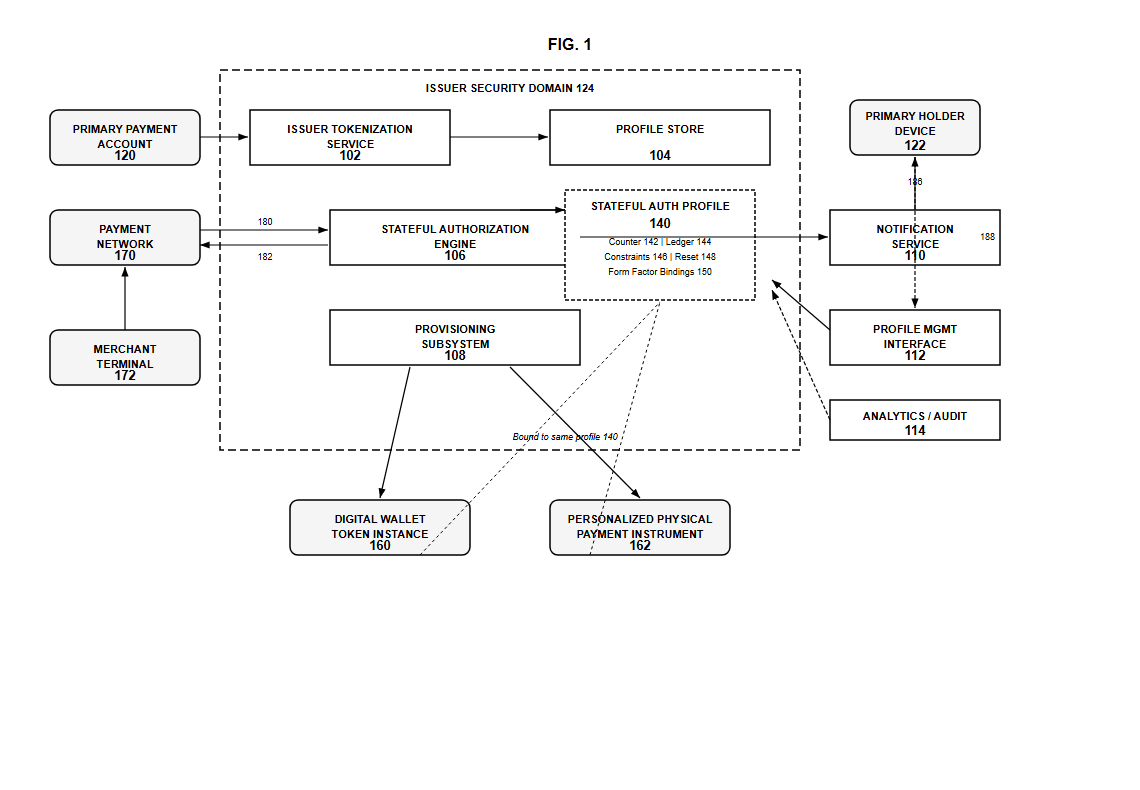 FIG. 1
ISSUER SECURITY DOMAIN 124
PRIMARY PAYMENT
ACCOUNT
120
ISSUER TOKENIZATION
SERVICE
102
PROFILE STORE
104
PRIMARY HOLDER
DEVICE
122
186
PAYMENT
NETWORK
170
180
182
STATEFUL AUTHORIZATION
ENGINE
106
STATEFUL AUTH PROFILE
140
Counter 142 | Ledger 144
Constraints 146 | Reset 148
Form Factor Bindings 150
NOTIFICATION
SERVICE
110
188
MERCHANT
TERMINAL
172
PROVISIONING
SUBSYSTEM
108
PROFILE MGMT
INTERFACE
112
ANALYTICS / AUDIT
114
Bound to same profile 140
DIGITAL WALLET
TOKEN INSTANCE
160
PERSONALIZED PHYSICAL
PAYMENT INSTRUMENT
162